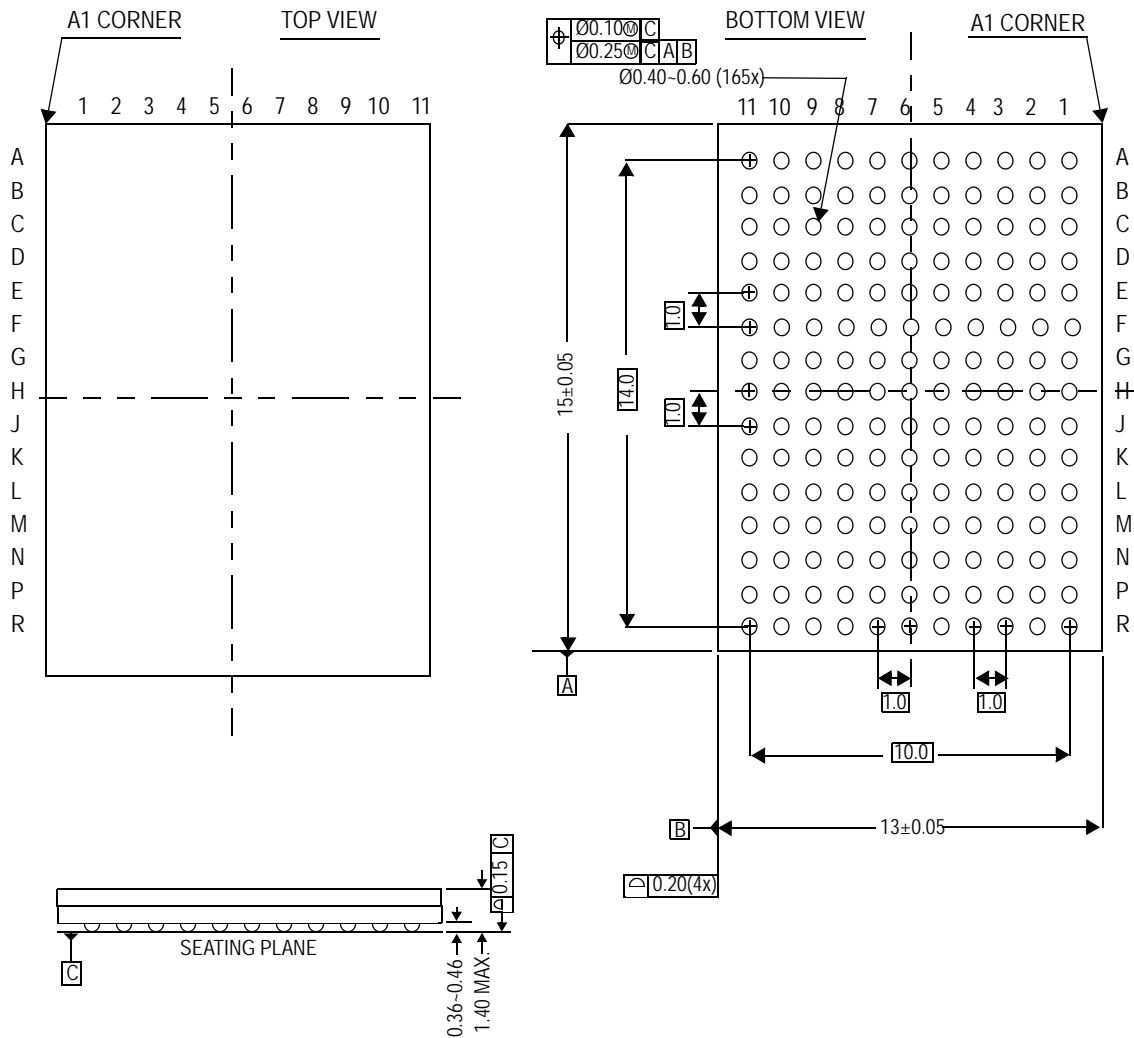 A1 CORNER
TOP VIEW
1 2 3 4 5 6 7 8 9 10 11
A
B
C
D
E
F
G
H
J
K
L
M
N
P
R
⌖ Ø0.10Ⓜ C
Ø0.25Ⓜ C A B
Ø0.40~0.60 (165x)
BOTTOM VIEW
A1 CORNER
11 10 9 8 7 6 5 4 3 2 1
A
B
C
D
E
F
G
H
J
K
L
M
N
P
R
1.0
1.0
14.0
15±0.05
A
1.0
1.0
10.0
B
13±0.05
⌓ 0.20(4x)
⌓ 0.15 C
SEATING PLANE
C
0.36~0.46
1.40 MAX.